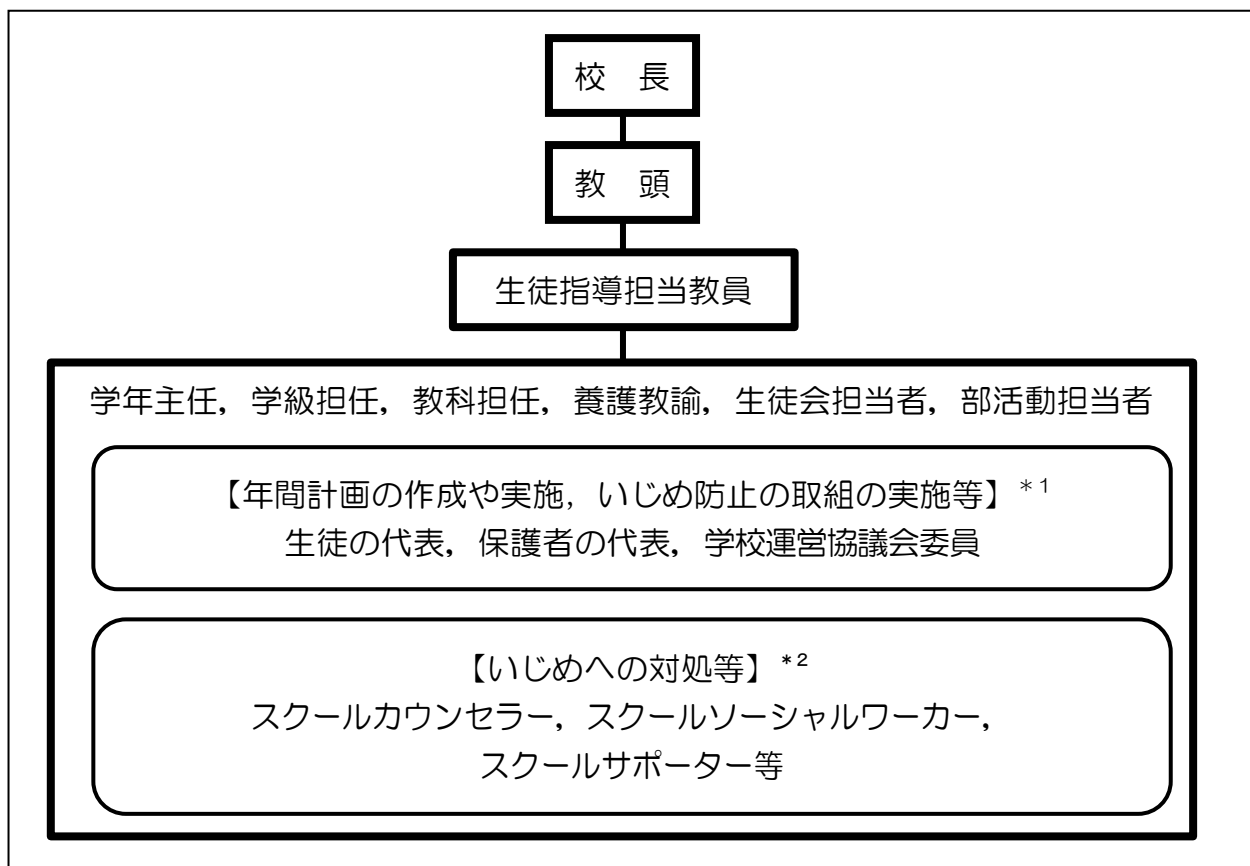 校　長
教　頭
生徒指導担当教員
学年主任，学級担任，教科担任，養護教諭，生徒会担当者，部活動担当者
【年間計画の作成や実施，いじめ防止の取組の実施等】＊１
生徒の代表，保護者の代表，学校運営協議会委員
【いじめへの対処等】*２
スクールカウンセラー，スクールソーシャルワーカー，
スクールサポーター等